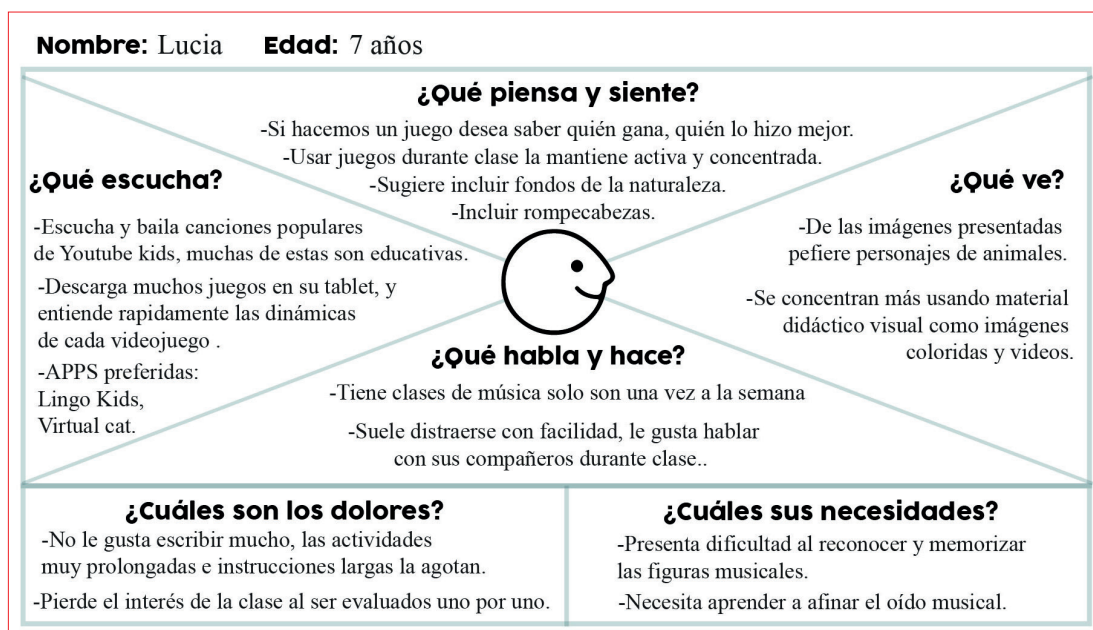 Nombre: Lucia Edad: 7 años
¿Qué piensa y siente?
-Si hacemos un juego desea saber quién gana, quién lo hizo mejor.
-Usar juegos durante clase la mantiene activa y concentrada.
-Sugiere incluir fondos de la naturaleza.
-Incluir rompecabezas.
¿Qué escucha?
-Escucha y baila canciones populares
de Youtube kids, muchas de estas son educativas.
-Descarga muchos juegos en su tablet, y
entiende rapidamente las dinámicas
de cada videojuego .
-APPS preferidas:
Lingo Kids,
Virtual cat.
¿Qué ve?
-De las imágenes presentadas
pefiere personajes de animales.
-Se concentran más usando material
didáctico visual como imágenes
coloridas y videos.
¿Qué habla y hace?
-Tiene clases de música solo son una vez a la semana
-Suele distraerse con facilidad, le gusta hablar
con sus compañeros durante clase..
¿Cuáles son los dolores?
-No le gusta escribir mucho, las actividades
muy prolongadas e instrucciones largas la agotan.
-Pierde el interés de la clase al ser evaluados uno por uno.
¿Cuáles sus necesidades?
-Presenta dificultad al reconocer y memorizar
las figuras musicales.
-Necesita aprender a afinar el oído musical.